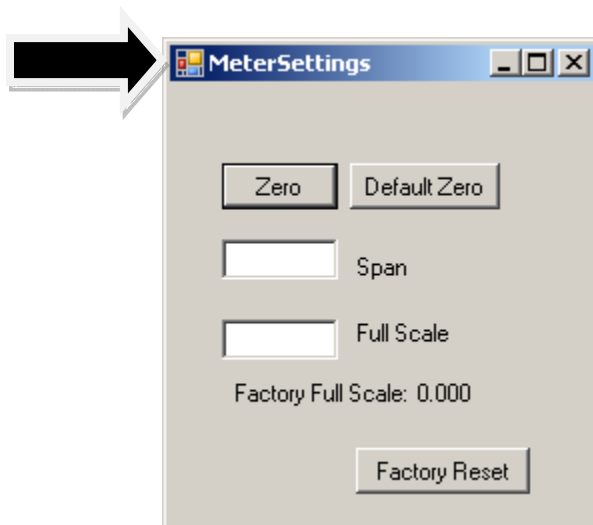 MeterSettings
Zero Default Zero
Span
Full Scale
Factory Full Scale: 0.000
Factory Reset